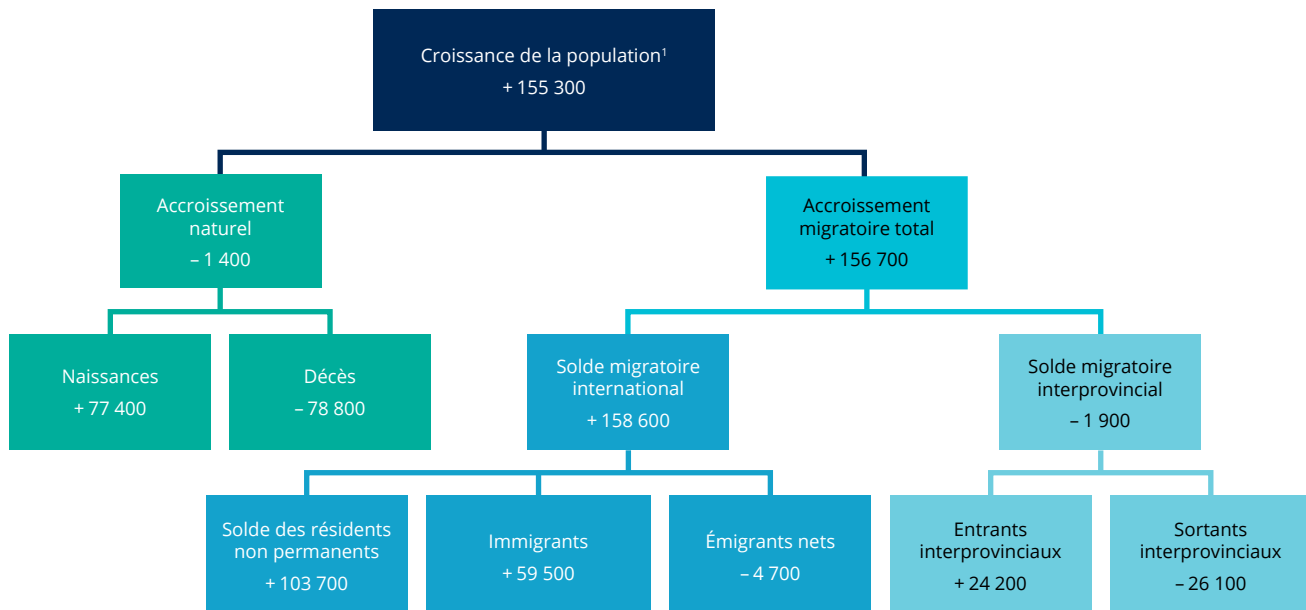 Croissance de la population¹
+ 155 300
Accroissement
naturel
– 1 400
Accroissement
migratoire total
+ 156 700
Naissances
+ 77 400
Décès
– 78 800
Solde migratoire
international
+ 158 600
Solde migratoire
interprovincial
– 1 900
Solde des résidents
non permanents
+ 103 700
Immigrants
+ 59 500
Émigrants nets
– 4 700
Entrants
interprovinciaux
+ 24 200
Sortants
interprovinciaux
– 26 100